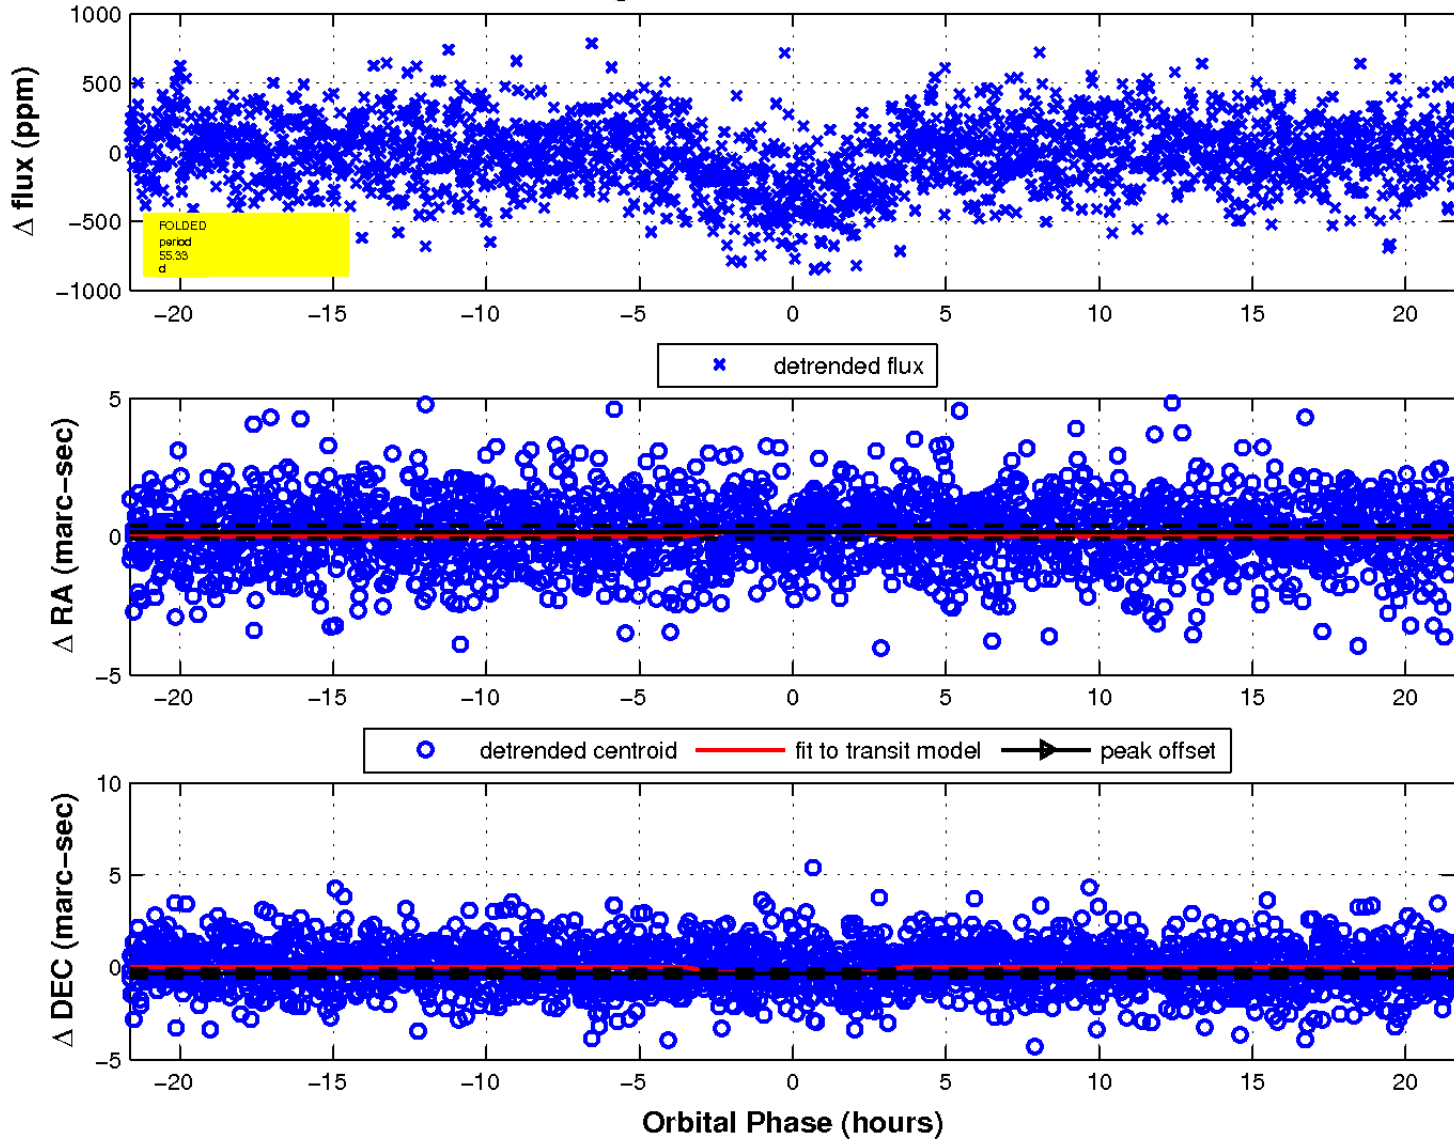 1000
500
0
−500
−1000
Δ flux (ppm)
FOLDED
period
55.33
d
−20 −15 −10 −5 0 5 10 15 20
detrended flux
5
0
−5
Δ RA (marc−sec)
−20 −15 −10 −5 0 5 10 15 20
detrended centroid fit to transit model peak offset
10
5
0
−5
Δ DEC (marc−sec)
−20 −15 −10 −5 0 5 10 15 20
Orbital Phase (hours)